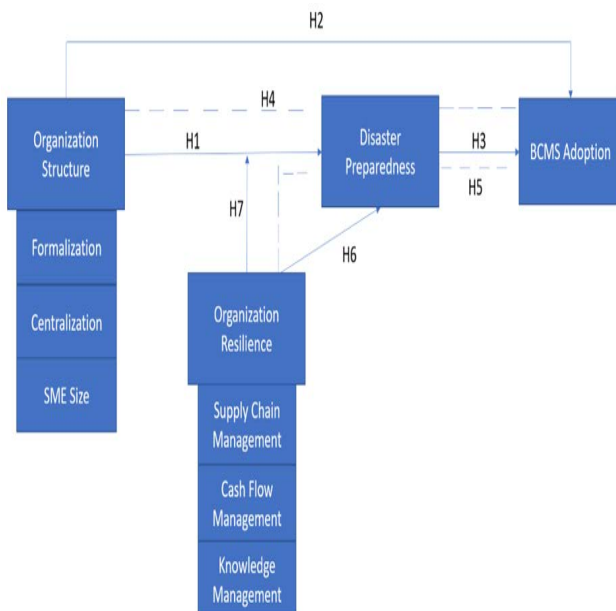 H2
H4
Organization
Structure
H1
Disaster
Preparedness
H3
BCMS Adoption
H5
H7
H6
Formalization
Centralization
SME Size
Organization
Resilience
Supply Chain
Management
Cash Flow
Management
Knowledge
Management